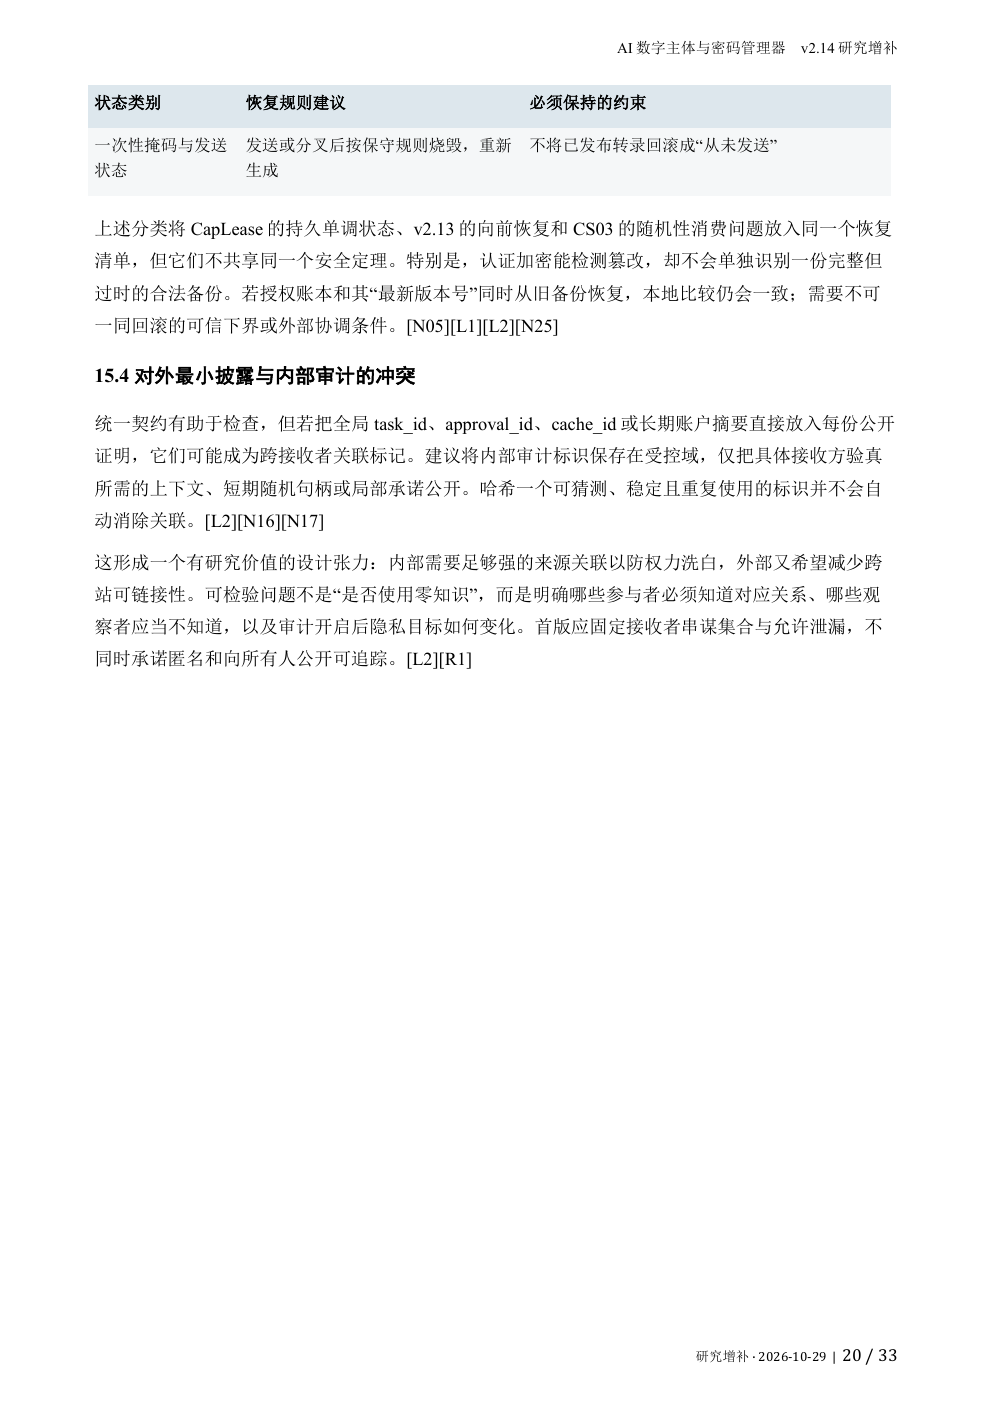 AI 数字主体与密码管理器 v2.14 研究增补
状态类别 恢复规则建议 必须保持的约束
一次性掩码与发送 发送或分叉后按保守规则烧毁，重新 不将已发布转录回滚成“从未发送”
状态 生成
上述分类将 CapLease 的持久单调状态、v2.13 的向前恢复和 CS03 的随机性消费问题放入同一个恢复
清单，但它们不共享同一个安全定理。特别是，认证加密能检测篡改，却不会单独识别一份完整但
过时的合法备份。若授权账本和其“最新版本号”同时从旧备份恢复，本地比较仍会一致；需要不可
一同回滚的可信下界或外部协调条件。[N05][L1][L2][N25]
15.4 对外最小披露与内部审计的冲突
统一契约有助于检查，但若把全局 task_id、approval_id、cache_id 或长期账户摘要直接放入每份公开
证明，它们可能成为跨接收者关联标记。建议将内部审计标识保存在受控域，仅把具体接收方验真
所需的上下文、短期随机句柄或局部承诺公开。哈希一个可猜测、稳定且重复使用的标识并不会自
动消除关联。[L2][N16][N17]
这形成一个有研究价值的设计张力：内部需要足够强的来源关联以防权力洗白，外部又希望减少跨
站可链接性。可检验问题不是“是否使用零知识”，而是明确哪些参与者必须知道对应关系、哪些观
察者应当不知道，以及审计开启后隐私目标如何变化。首版应固定接收者串谋集合与允许泄漏，不
同时承诺匿名和向所有人公开可追踪。[L2][R1]
研究增补 · 2026-10-29 | 20 / 33